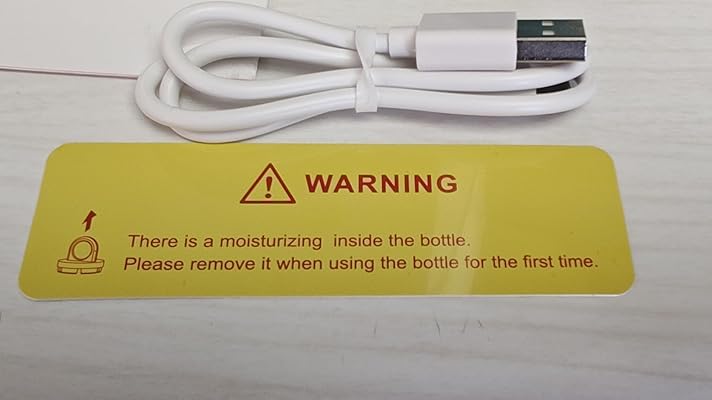 WARNING
There is a moisturizing inside the bottle.
Please remove it when using the bottle for the first time.